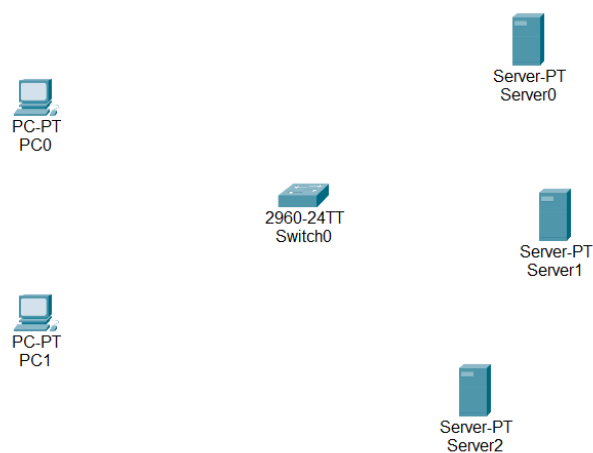 Server-PT
Server0
PC-PT
PC0
2960-24TT
Switch0
Server-PT
Server1
PC-PT
PC1
Server-PT
Server2